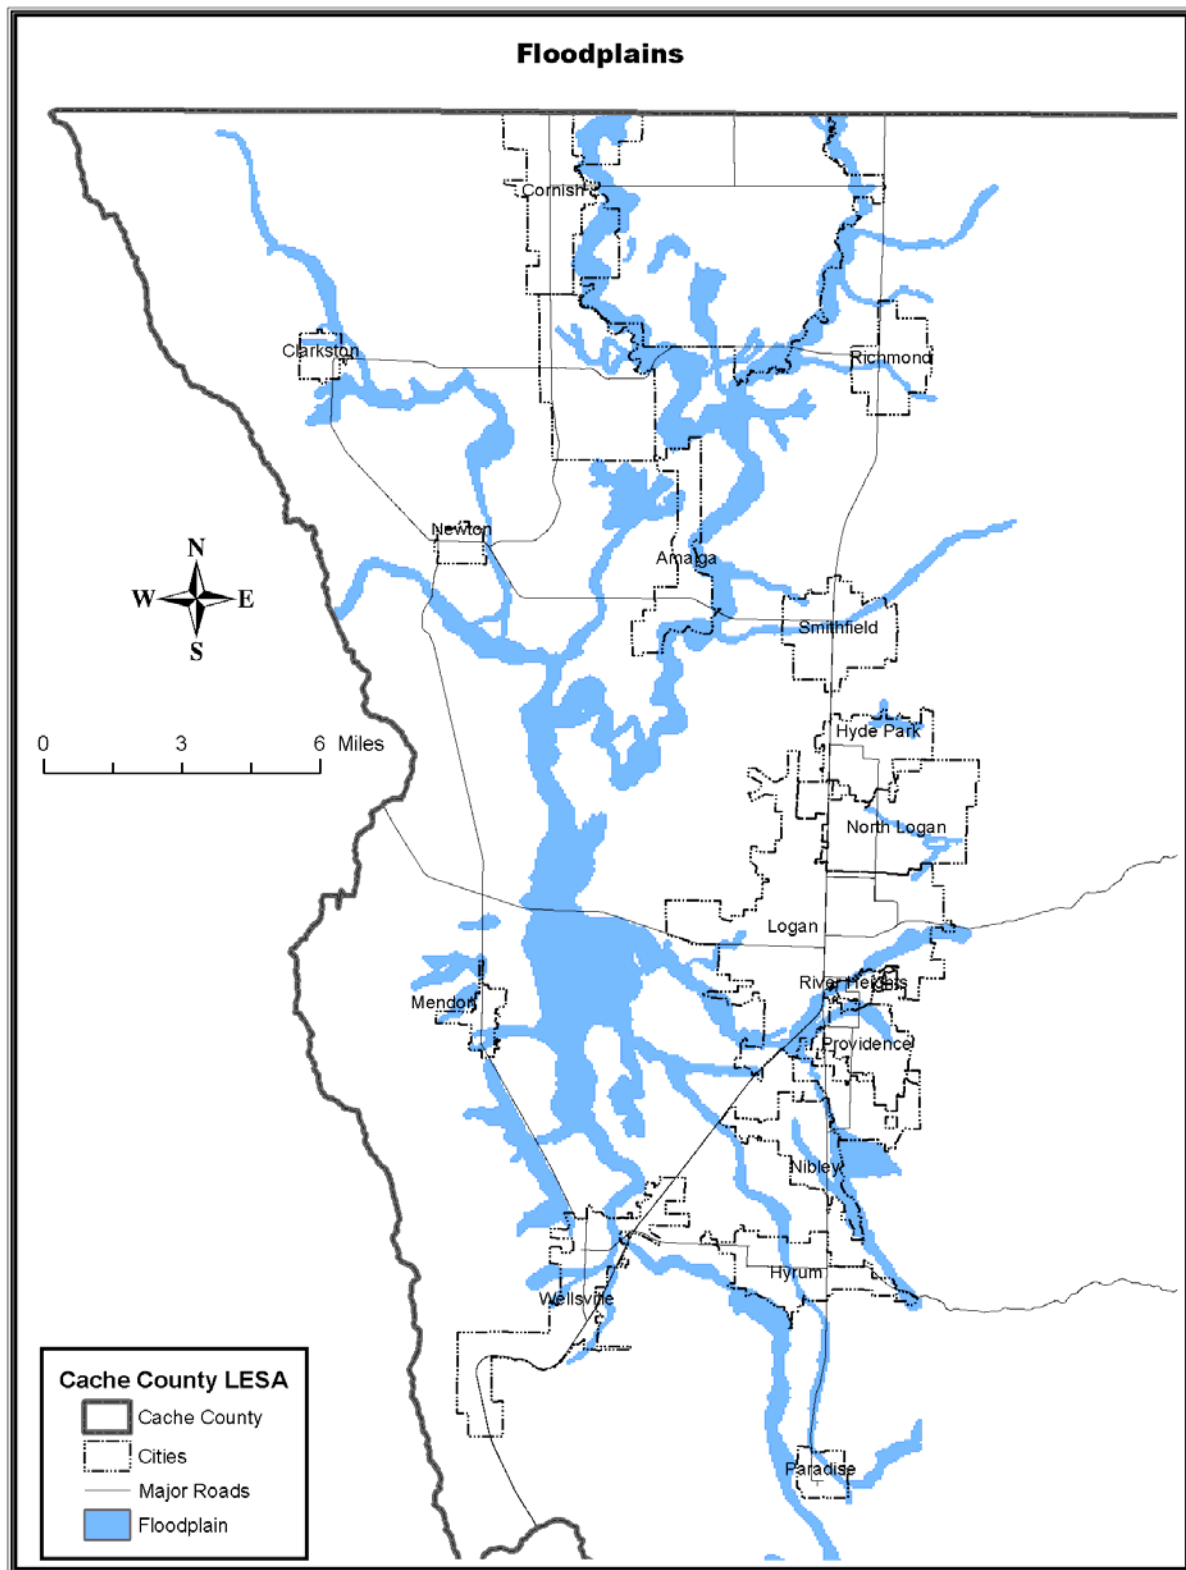 Floodplains
Cornish
Clarkston
Richmond
Newton
Amalga
N
W E
S
Smithfield
Hyde Park
0 3 6 Miles
North Logan
Logan
River Heights
Mendon
Providence
Nibley
Hyrum
Wellsville
Paradise
Cache County LESA
Cache County
Cities
Major Roads
Floodplain